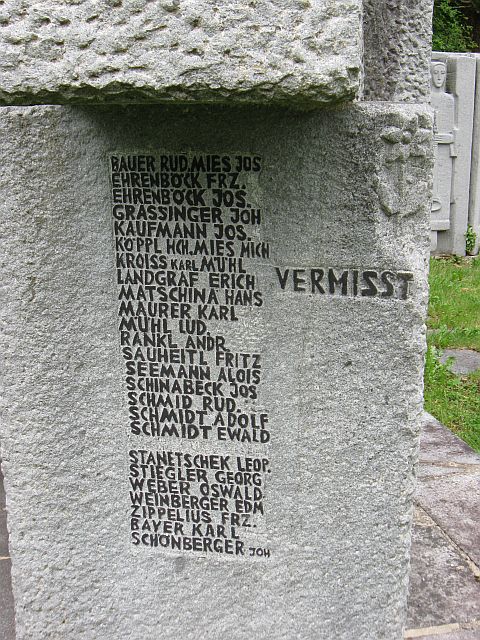 BAUER RUD. MIES JOS
EHRENBÖCK FRZ.
EHRENBÖCK JOS.
GRASSINGER JOH
KAUFMANN JOS.
KÖPPL HCH. MIES MICH
KROISS KARL MÜHL
LANDGRAF ERICH
MATSCHINA HANS
MAURER KARL
MÜHL LUD.
RANKL ANDR.
SAUHEITL FRITZ
SEEMANN ALOIS
SCHINABECK JOS
SCHMID RUD.
SCHMIDT ADOLF
SCHMIDT EWALD
STANETSCHEK LEOP.
STIEGLER GEORG
WEBER OSWALD
WEINBERGER EDM
ZIPPELIUS FRZ.
BAYER KARL
SCHÖNBERGER JOH
VERMISST